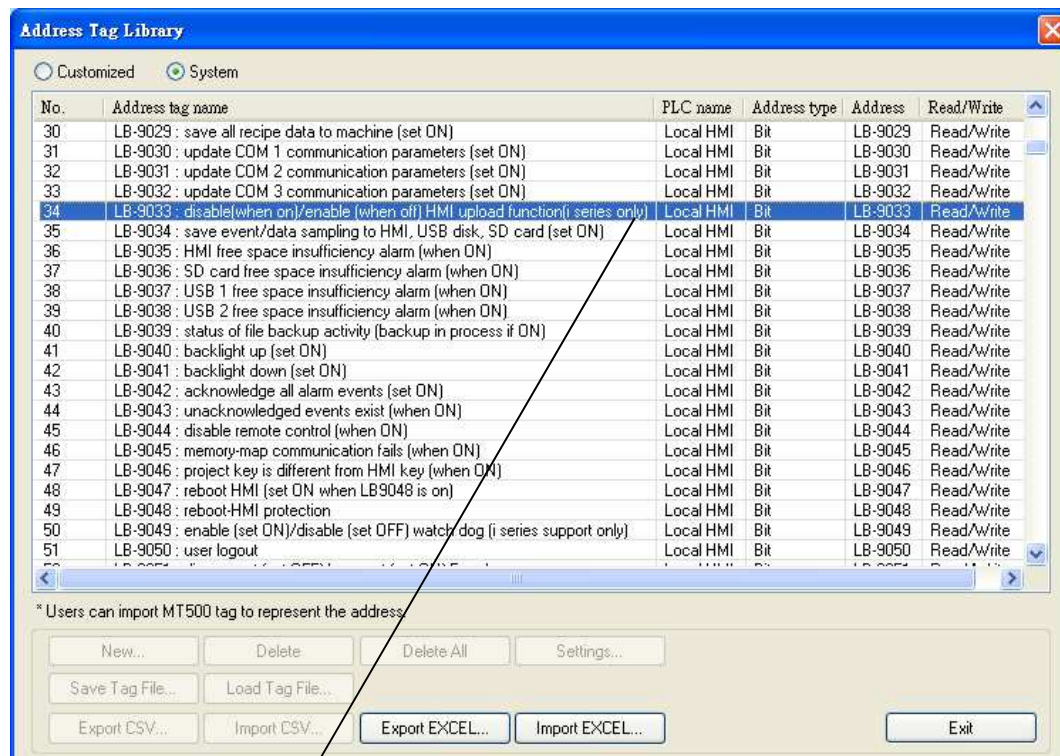 Address Tag Library
Customized System
No. Address tag name PLC name Address type Address Read/Write
30 LB-9029 : save all recipe data to machine (set ON) Local HMI Bit LB-9029 Read/Write
31 LB-9030 : update COM 1 communication parameters (set ON) Local HMI Bit LB-9030 Read/Write
32 LB-9031 : update COM 2 communication parameters (set ON) Local HMI Bit LB-9031 Read/Write
33 LB-9032 : update COM 3 communication parameters (set ON) Local HMI Bit LB-9032 Read/Write
34 LB-9033 : disable(when on)/enable (when off) HMI upload function(i series only) Local HMI Bit LB-9033 Read/Write
35 LB-9034 : save event/data sampling to HMI, USB disk, SD card (set ON) Local HMI Bit LB-9034 Read/Write
36 LB-9035 : HMI free space insufficiency alarm (when ON) Local HMI Bit LB-9035 Read/Write
37 LB-9036 : SD card free space insufficiency alarm (when ON) Local HMI Bit LB-9036 Read/Write
38 LB-9037 : USB 1 free space insufficiency alarm (when ON) Local HMI Bit LB-9037 Read/Write
39 LB-9038 : USB 2 free space insufficiency alarm (when ON) Local HMI Bit LB-9038 Read/Write
40 LB-9039 : status of file backup activity (backup in process if ON) Local HMI Bit LB-9039 Read/Write
41 LB-9040 : backlight up (set ON) Local HMI Bit LB-9040 Read/Write
42 LB-9041 : backlight down (set ON) Local HMI Bit LB-9041 Read/Write
43 LB-9042 : acknowledge all alarm events (set ON) Local HMI Bit LB-9042 Read/Write
44 LB-9043 : unacknowledged events exist (when ON) Local HMI Bit LB-9043 Read/Write
45 LB-9044 : disable remote control (when ON) Local HMI Bit LB-9044 Read/Write
46 LB-9045 : memory-map communication fails (when ON) Local HMI Bit LB-9045 Read/Write
47 LB-9046 : project key is different from HMI key (when ON) Local HMI Bit LB-9046 Read/Write
48 LB-9047 : reboot HMI (set ON when LB9048 is on) Local HMI Bit LB-9047 Read/Write
49 LB-9048 : reboot-HMI protection Local HMI Bit LB-9048 Read/Write
50 LB-9049 : enable (set ON)/disable (set OFF) watch dog (i series support only) Local HMI Bit LB-9049 Read/Write
51 LB-9050 : user logout Local HMI Bit LB-9050 Read/Write
* Users can import MT500 tag to represent the address.
New... Delete Delete All Settings...
Save Tag File... Load Tag File...
Export CSV... Import CSV... Export EXCEL... Import EXCEL... Exit